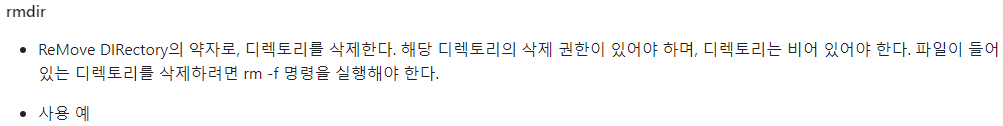 rmdir
• ReMove DIRectory의 약자로, 디렉토리를 삭제한다. 해당 디렉토리의 삭제 권한이 있어야 하며, 디렉토리는 비어 있어야 한다. 파일이 들어
있는 디렉토리를 삭제하려면 rm -f 명령을 실행해야 한다.
• 사용 예